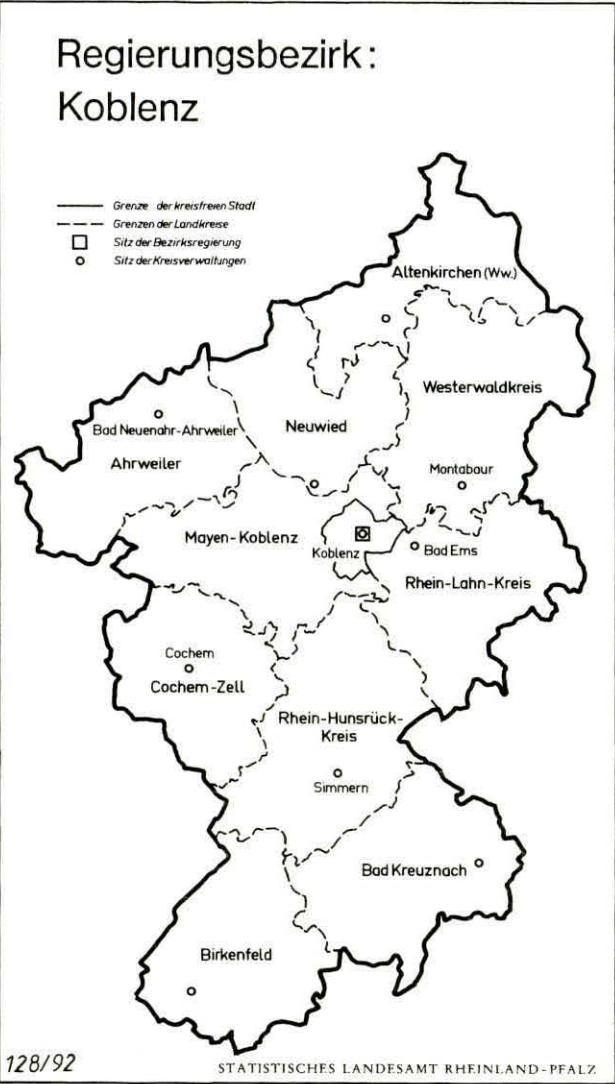 Regierungsbezirk:
Koblenz
Grenze der kreisfreien Stadt
Grenzen der Landkreise
Sitz der Bezirksregierung
Sitz der Kreisverwaltungen
Altenkirchen (Ww.)
Westerwaldkreis
Neuwied
Bad Neuenahr-Ahrweiler
Ahrweiler
Montabaur
Mayen-Koblenz
Koblenz
Bad Ems
Rhein-Lahn-Kreis
Cochem
Cochem-Zell
Rhein-Hunsrück-
Kreis
Simmern
Bad Kreuznach
Birkenfeld
128/92
STATISTISCHES LANDESAMT RHEINLAND-PFALZ